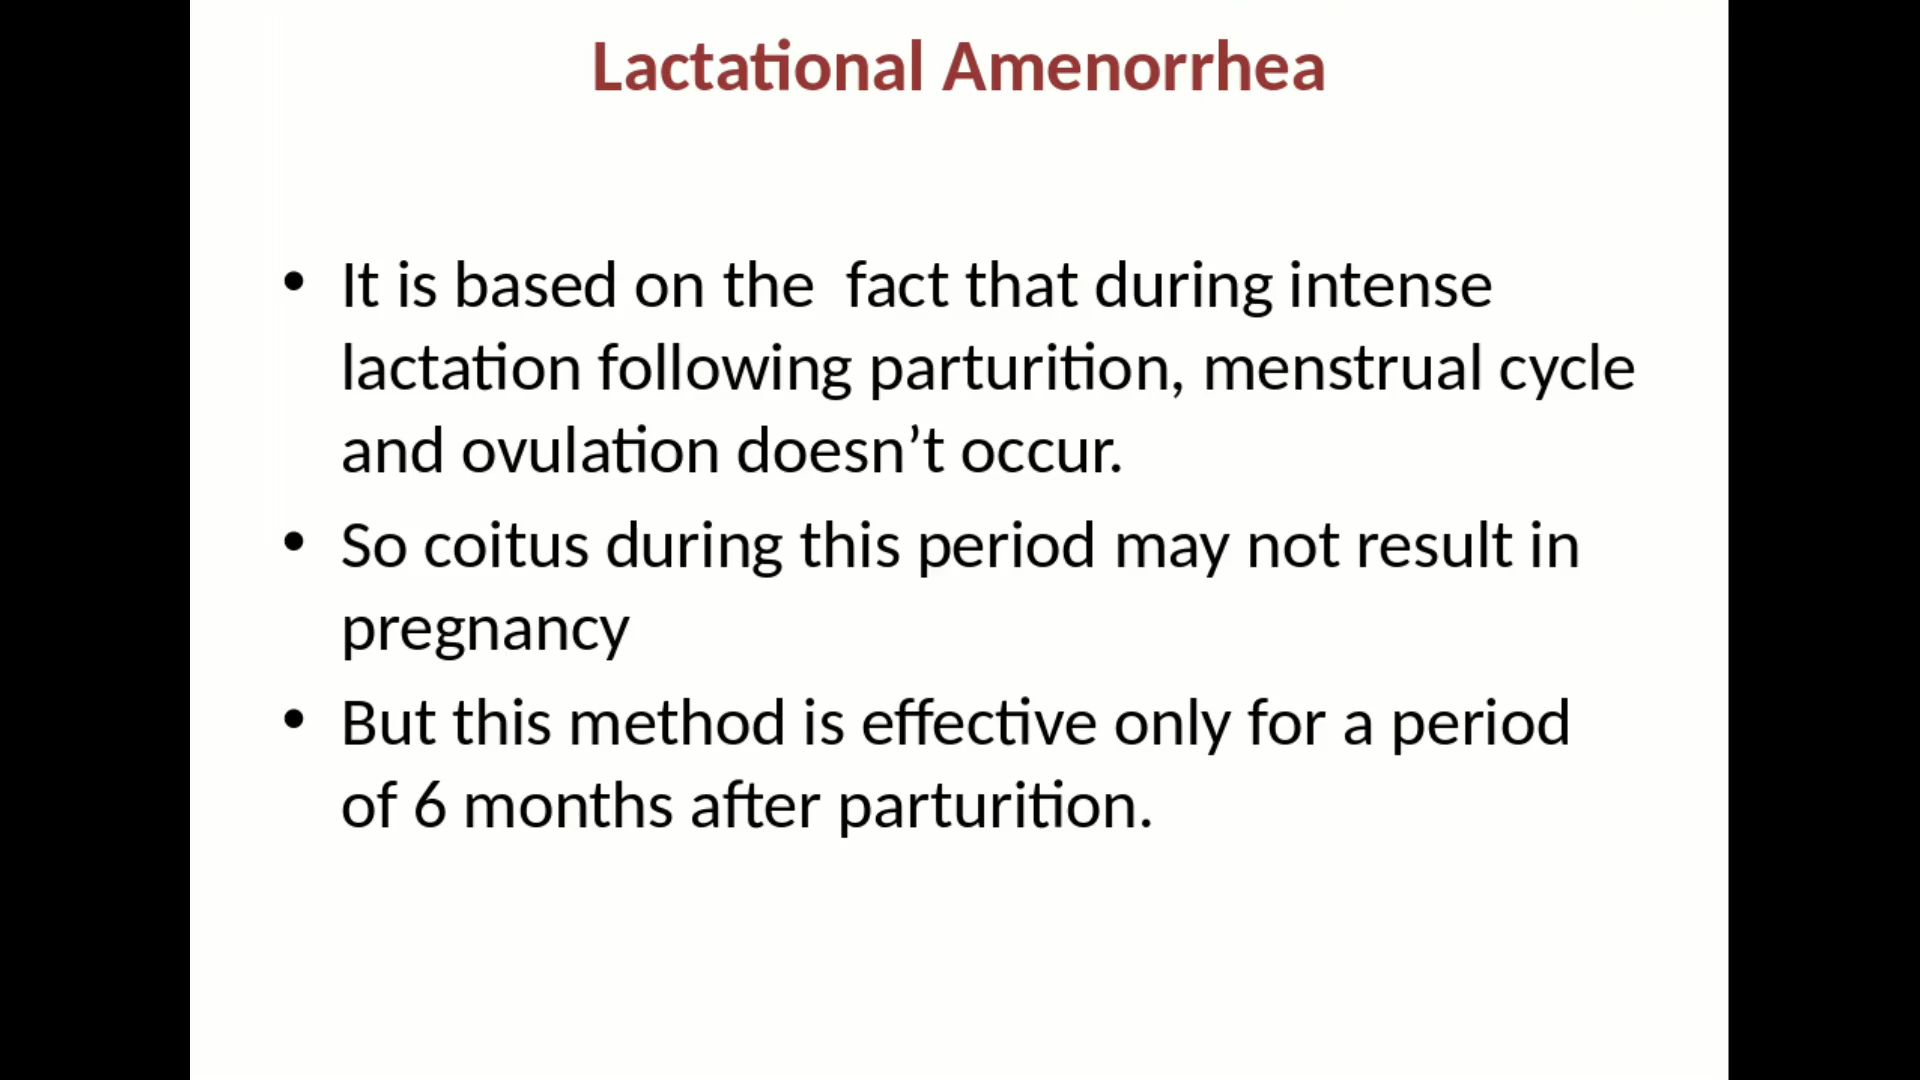 Lactational Amenorrhea
• It is based on the  fact that during intense
lactation following parturition, menstrual cycle
and ovulation doesn’t occur.
• So coitus during this period may not result in
pregnancy
• But this method is effective only for a period
of 6 months after parturition.